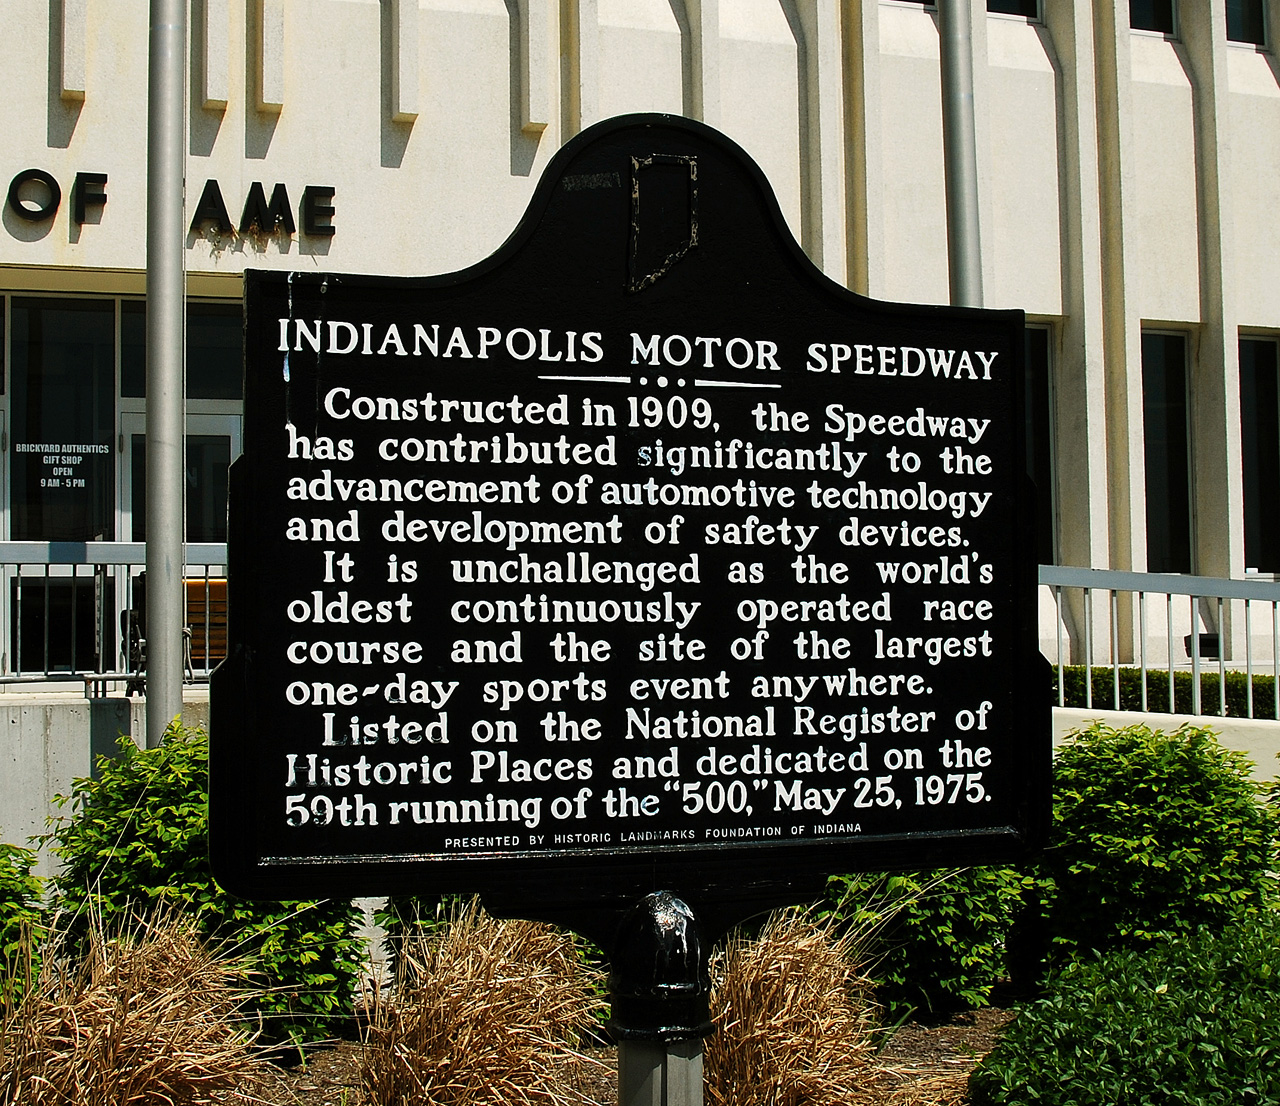 OF AME
INDIANAPOLIS MOTOR SPEEDWAY
Constructed in 1909, the Speedway
has contributed significantly to the
advancement of automotive technology
and development of safety devices.
It is unchallenged as the world's
oldest continuously operated race
course and the site of the largest
one-day sports event anywhere.
Listed on the National Register of
Historic Places and dedicated on the
59th running of the "500," May 25, 1975.
PRESENTED BY HISTORIC LANDMARKS FOUNDATION OF INDIANA
BRICKYARD AUTHENTICS
GIFT SHOP
OPEN
9 AM - 5 PM